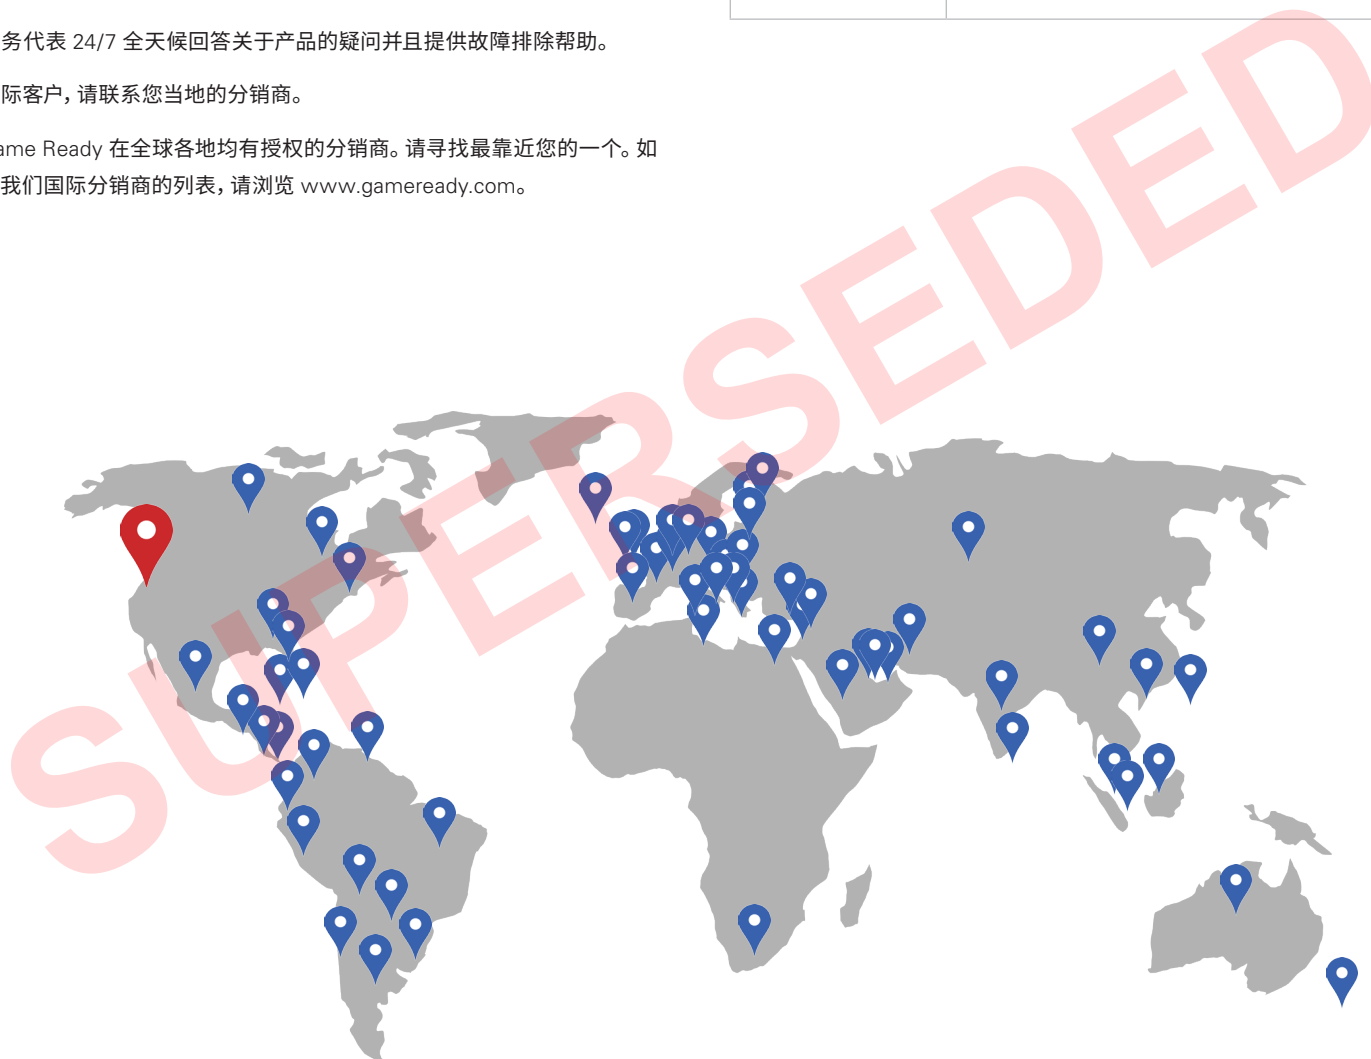 务代表 24/7 全天候回答关于产品的疑问并且提供故障排除帮助。
际客户，请联系您当地的分销商。
ame Ready 在全球各地均有授权的分销商。请寻找最靠近您的一个。如
我们国际分销商的列表，请浏览 www.gameready.com。
SUPERSEDED